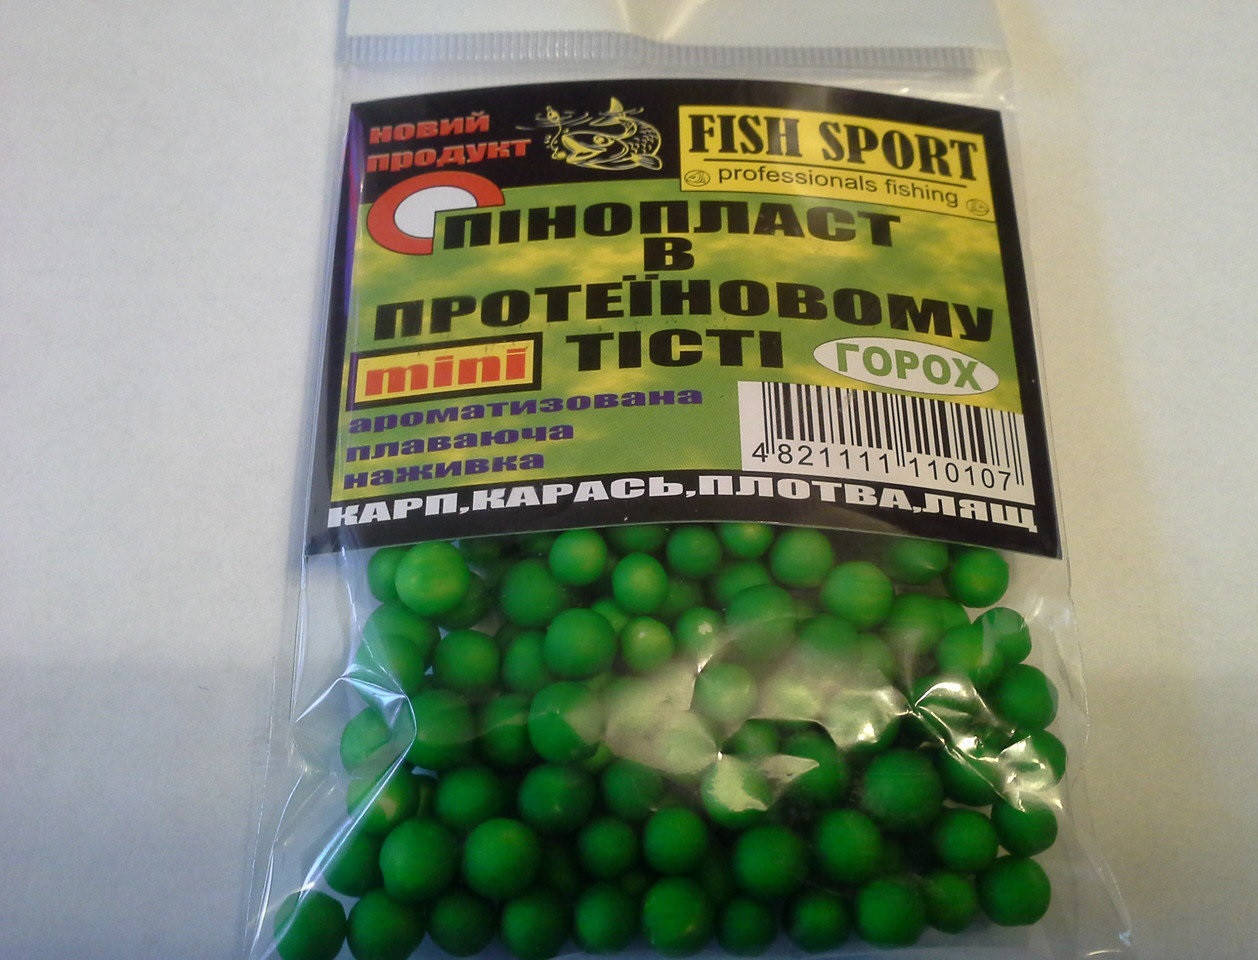 новий
продукт
FISH SPORT
professionals fishing
ПІНОПЛАСТ
В
ПРОТЕЇНОВОМУ
ТІСТІ
mini
ГОРОХ
ароматизована
плаваюча
наживка
4 821111 110107
КАРП,КАРАСЬ,ПЛОТВА,ЛЯЩ